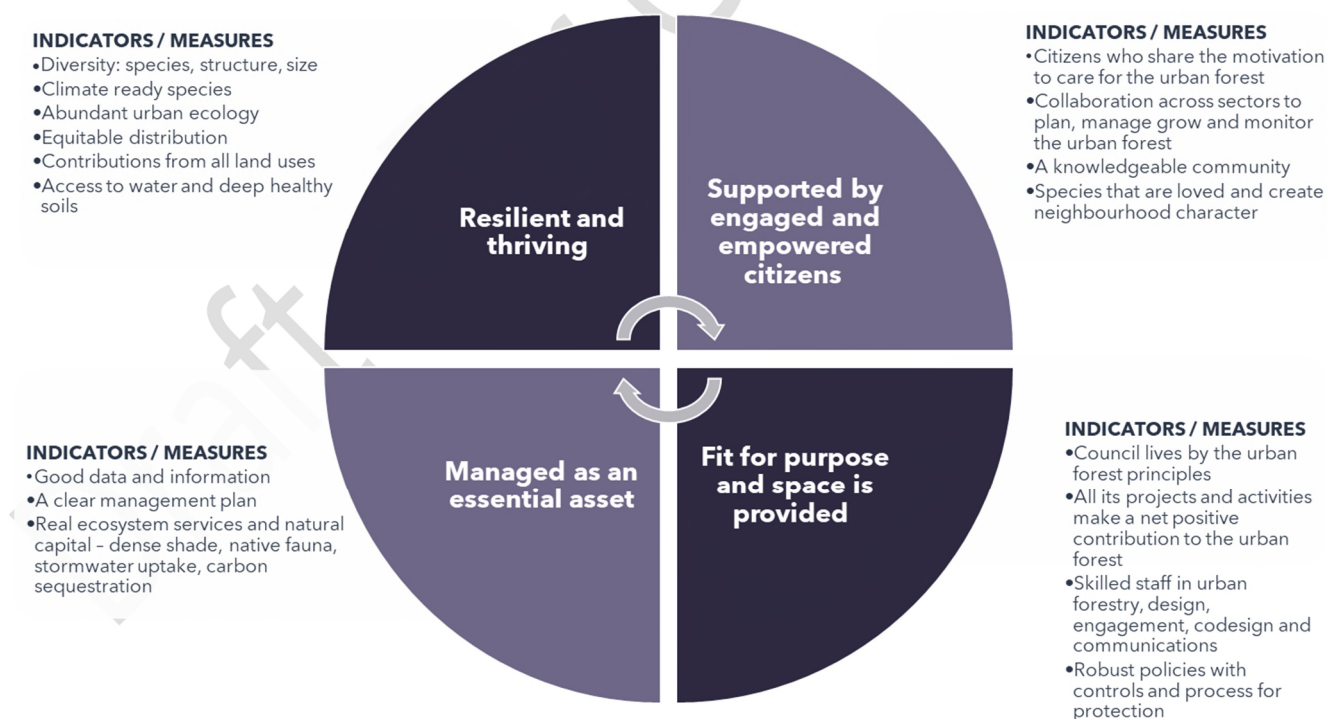 INDICATORS / MEASURES
•Diversity: species, structure, size
•Climate ready species
•Abundant urban ecology
•Equitable distribution
•Contributions from all land uses
•Access to water and deep healthy
soils
Resilient and
thriving
Supported by
engaged and
empowered
citizens
INDICATORS / MEASURES
•Citizens who share the motivation
to care for the urban forest
•Collaboration across sectors to
plan, manage grow and monitor
the urban forest
•A knowledgeable community
•Species that are loved and create
neighbourhood character
INDICATORS / MEASURES
•Good data and information
•A clear management plan
•Real ecosystem services and natural
capital – dense shade, native fauna,
stormwater uptake, carbon
sequestration
Managed as an
essential asset
Fit for purpose
and space is
provided
INDICATORS / MEASURES
•Council lives by the urban
forest principles
•All its projects and activities
make a net positive
contribution to the urban
forest
•Skilled staff in urban
forestry, design,
engagement, codesign and
communications
•Robust policies with
controls and process for
protection